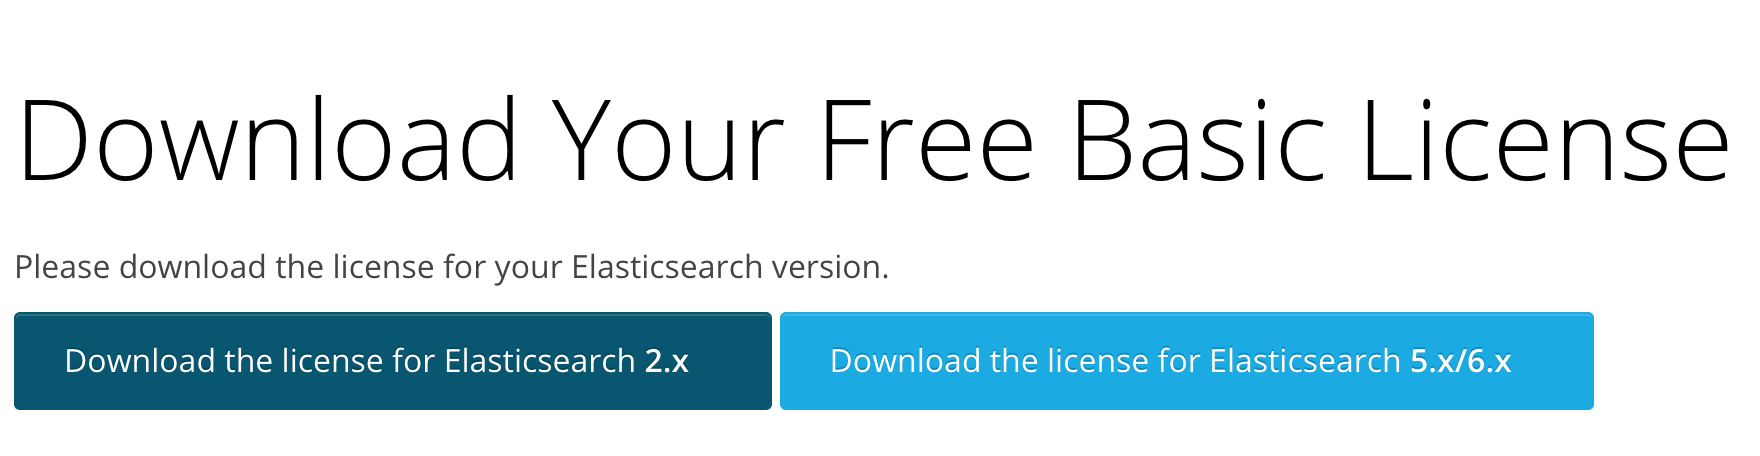 Download Your Free Basic License
Please download the license for your Elasticsearch version.
Download the license for Elasticsearch 2.x
Download the license for Elasticsearch 5.x/6.x